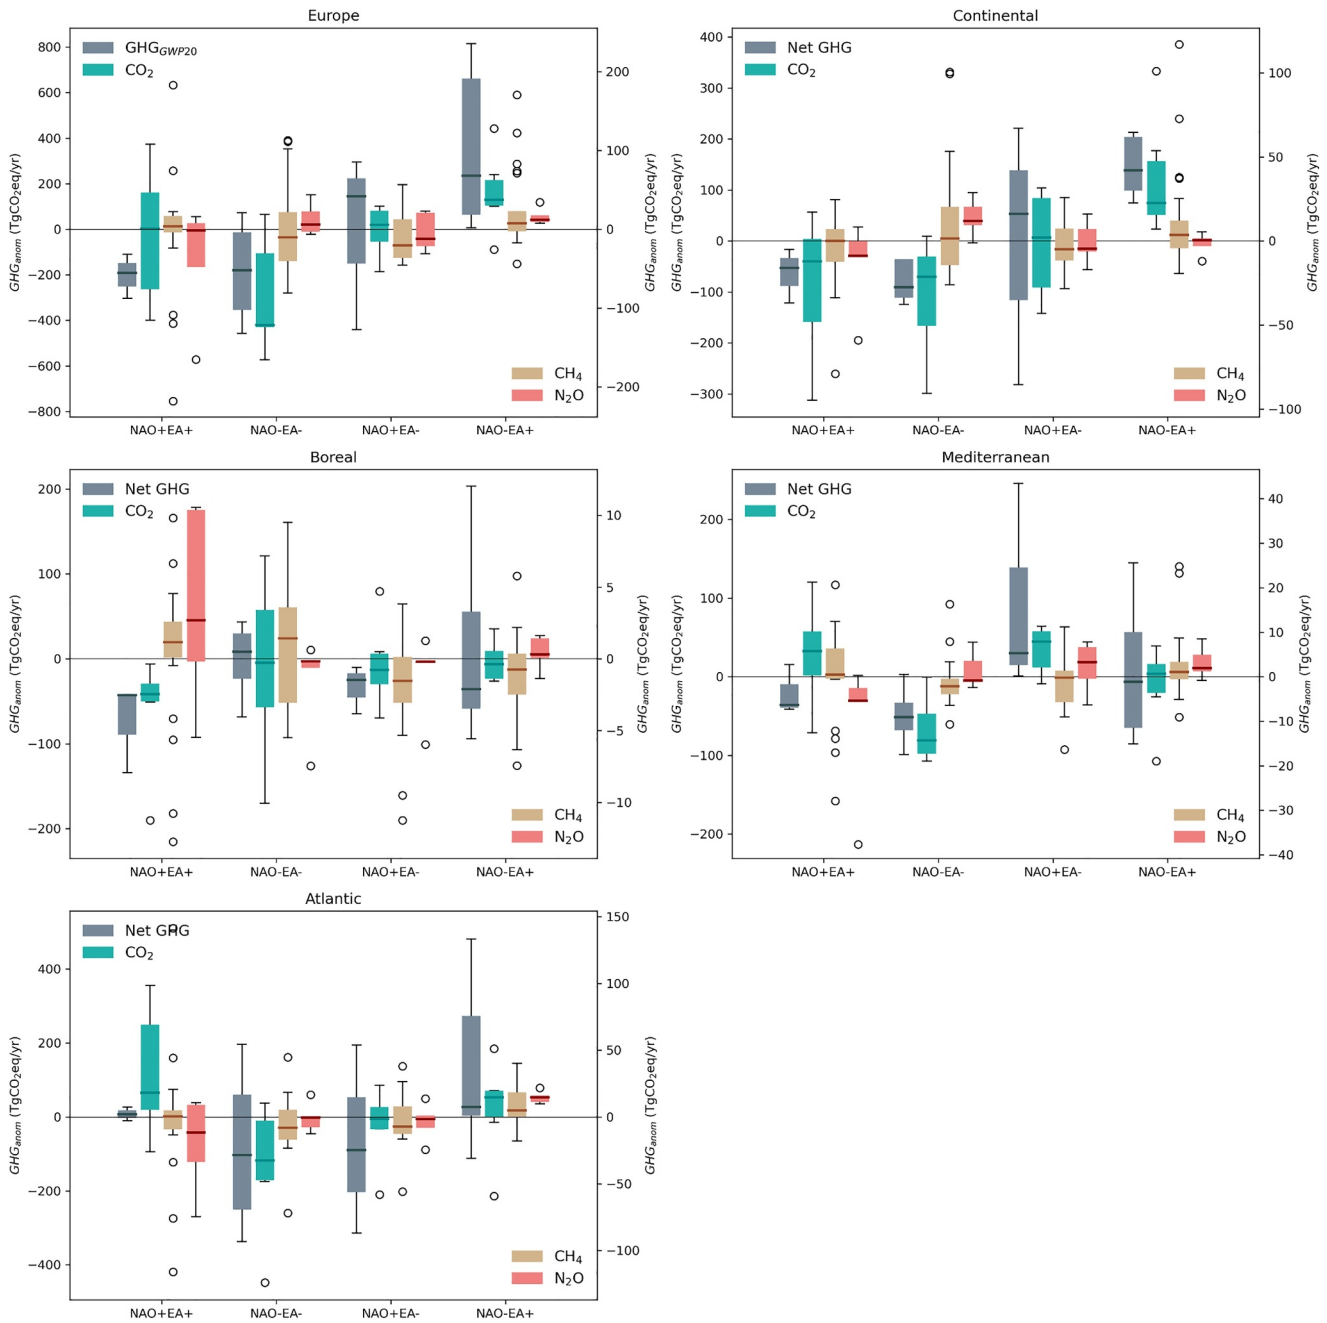 Europe
GHG_GWP20
CO₂
800
600
400
200
0
−200
−400
−600
−800
200
100
0
−100
−200
GHG_anom (TgCO₂eq/yr)
GHG_anom (TgCO₂eq/yr)
CH₄
N₂O
NAO+EA+ NAO-EA- NAO+EA- NAO-EA+
Continental
Net GHG
CO₂
400
300
200
100
0
−100
−200
−300
100
50
0
−50
−100
GHG_anom (TgCO₂eq/yr)
GHG_anom (TgCO₂eq/yr)
CH₄
N₂O
NAO+EA+ NAO-EA- NAO+EA- NAO-EA+
Boreal
Net GHG
CO₂
200
100
0
−100
−200
10
5
0
−5
−10
GHG_anom (TgCO₂eq/yr)
GHG_anom (TgCO₂eq/yr)
CH₄
N₂O
NAO+EA+ NAO-EA- NAO+EA- NAO-EA+
Mediterranean
Net GHG
CO₂
200
100
0
−100
−200
40
30
20
10
0
−10
−20
−30
−40
GHG_anom (TgCO₂eq/yr)
GHG_anom (TgCO₂eq/yr)
CH₄
N₂O
NAO+EA+ NAO-EA- NAO+EA- NAO-EA+
Atlantic
Net GHG
CO₂
400
200
0
−200
−400
150
100
50
0
−50
−100
GHG_anom (TgCO₂eq/yr)
GHG_anom (TgCO₂eq/yr)
CH₄
N₂O
NAO+EA+ NAO-EA- NAO+EA- NAO-EA+